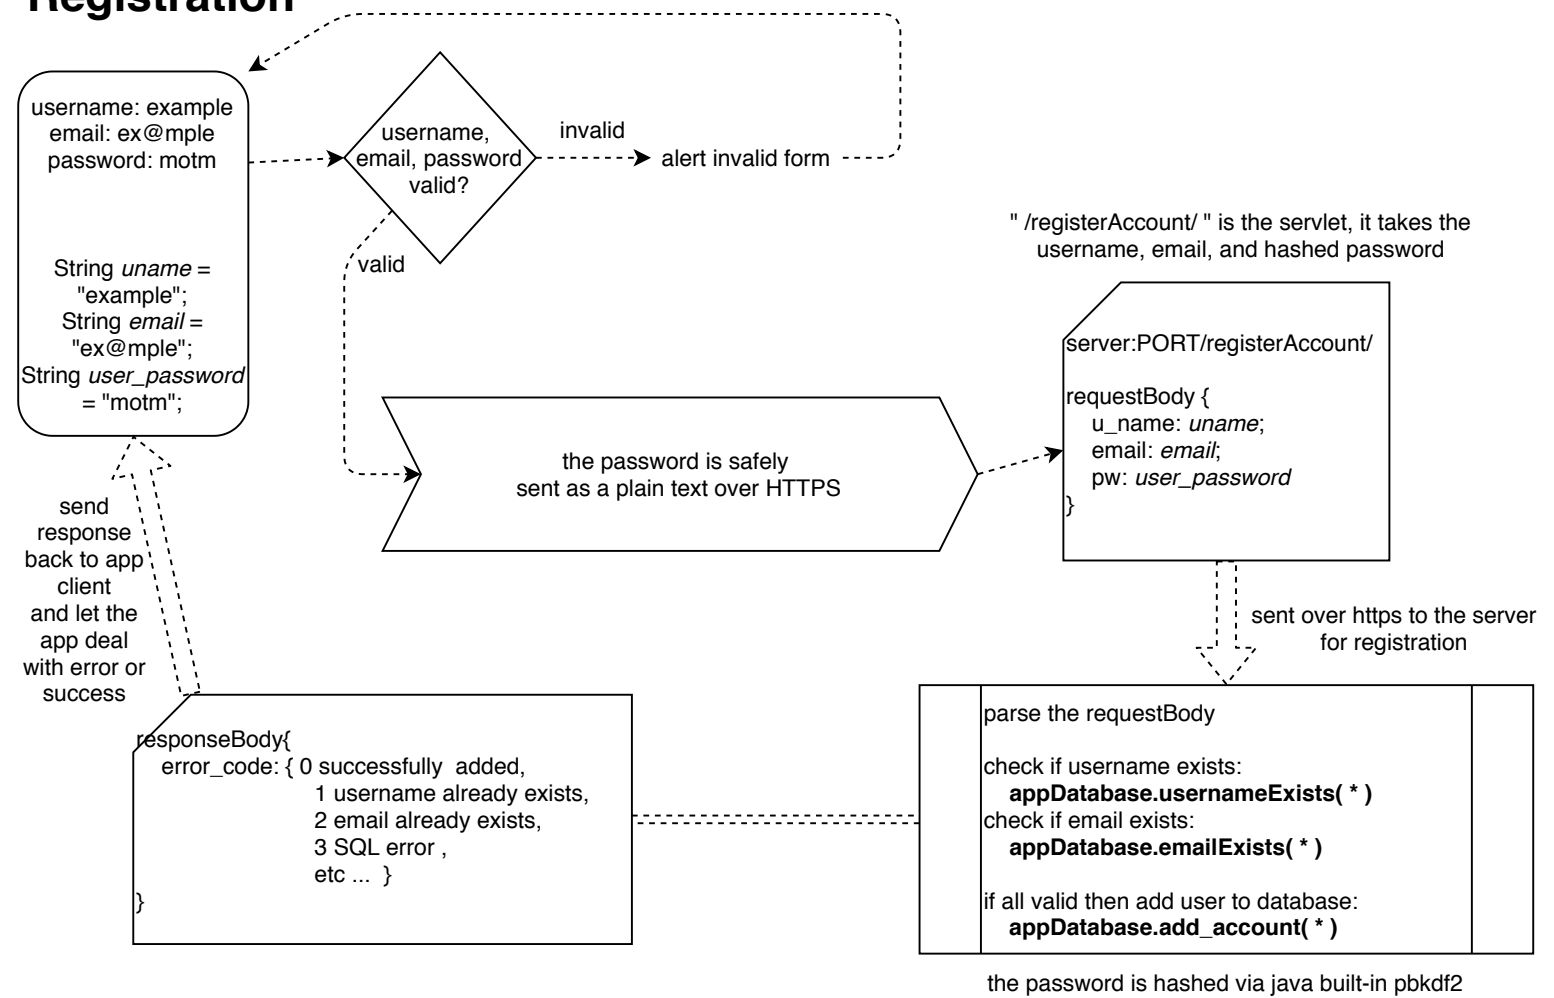 Registration
username: example
email: ex@mple
password: motm
String uname =
"example";
String email =
"ex@mple";
String user_password
= "motm";
username,
email, password
valid?
invalid
alert invalid form
valid
" /registerAccount/ " is the servlet, it takes the
username, email, and hashed password
server:PORT/registerAccount/
requestBody {
u_name: uname;
email: email;
pw: user_password
}
the password is safely
sent as a plain text over HTTPS
sent over https to the server
for registration
send
response
back to app
client
and let the
app deal
with error or
success
responseBody{
error_code: { 0 successfully  added,
1 username already exists,
2 email already exists,
3 SQL error ,
etc ...  }
}
parse the requestBody
check if username exists:
appDatabase.usernameExists( * )
check if email exists:
appDatabase.emailExists( * )
if all valid then add user to database:
appDatabase.add_account( * )
the password is hashed via java built-in pbkdf2